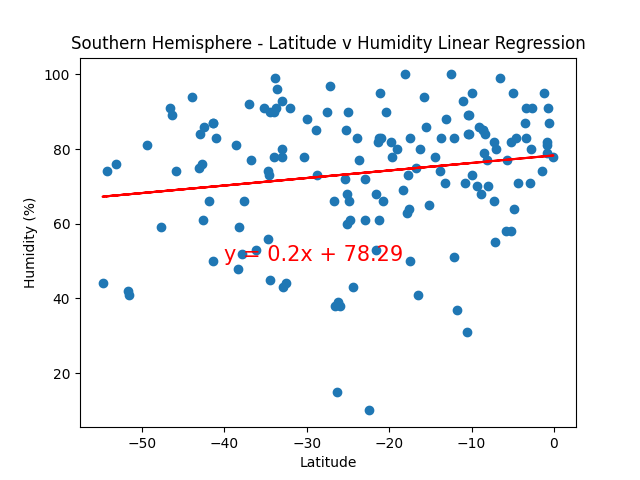 Southern Hemisphere - Latitude v Humidity Linear Regression
100
80
60
40
20
Humidity (%)
y = 0.2x + 78.29
−50
−40
−30
−20
−10
0
Latitude